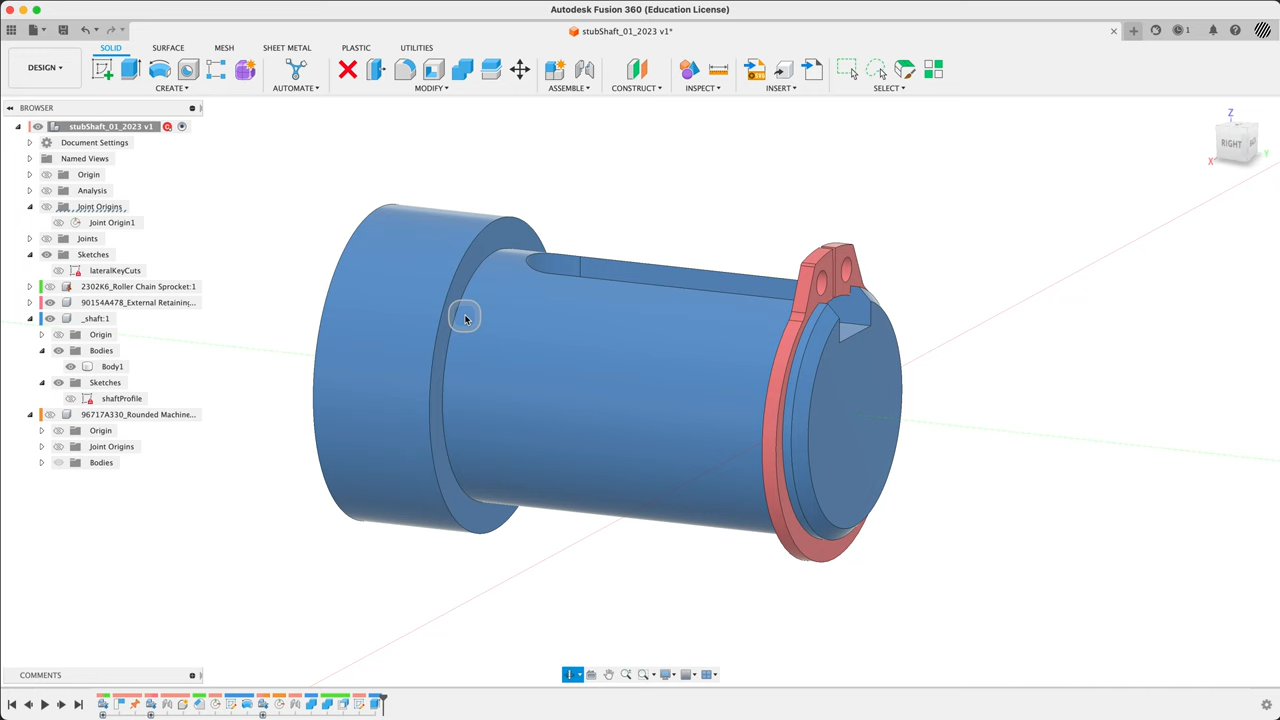 Autodesk Fusion 360 (Education License)
stubShaft_01_2023 v1*
1
SOLID SURFACE MESH SHEET METAL PLASTIC UTILITIES
DESIGN
CREATE AUTOMATE MODIFY ASSEMBLE CONSTRUCT INSPECT INSERT SELECT
BROWSER
stubShaft_01_2023 v1
Document Settings
Named Views
Origin
Analysis
Joint Origins
Joint Origin1
Joints
Sketches
lateralKeyCuts
2302K6_Roller Chain Sprocket:1
90154A478_External Retaining...
_shaft:1
Origin
Bodies
Body1
Sketches
shaftProfile
96717A330_Rounded Machine...
Origin
Joint Origins
Bodies
Z
RIGHT
X
Y
COMMENTS